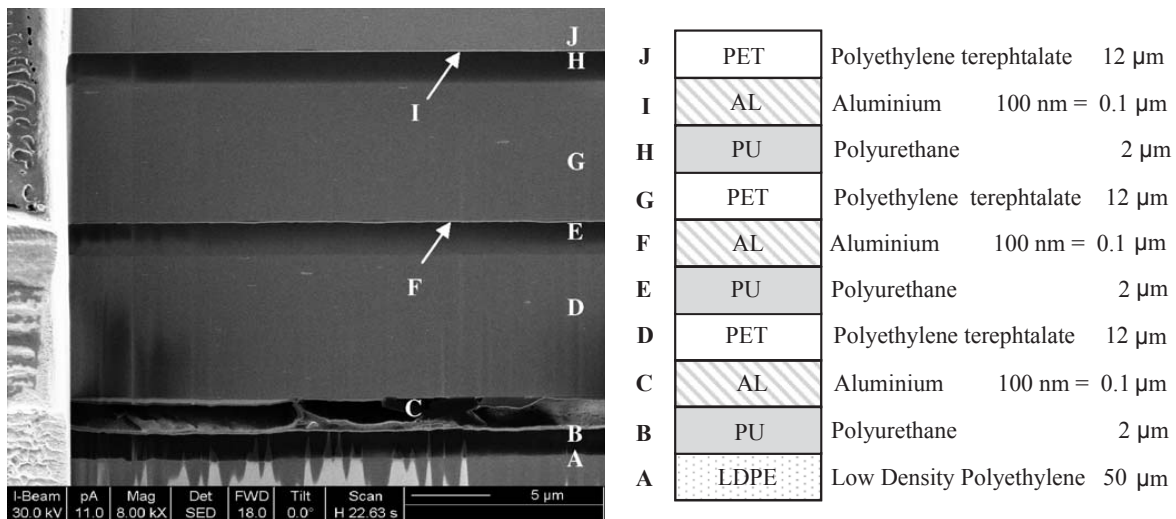 J
H
I
G
E
F
D
C
B
A
I-Beam pA Mag Det FWD Tilt Scan
30.0 kV 11.0 8.00 kX SED 18.0 0.0° H 22.63 s
5 µm
J PET Polyethylene terephtalate 12 µm
I AL Aluminium 100 nm = 0.1 µm
H PU Polyurethane 2 µm
G PET Polyethylene terephtalate 12 µm
F AL Aluminium 100 nm = 0.1 µm
E PU Polyurethane 2 µm
D PET Polyethylene terephtalate 12 µm
C AL Aluminium 100 nm = 0.1 µm
B PU Polyurethane 2 µm
A LDPE Low Density Polyethylene 50 µm